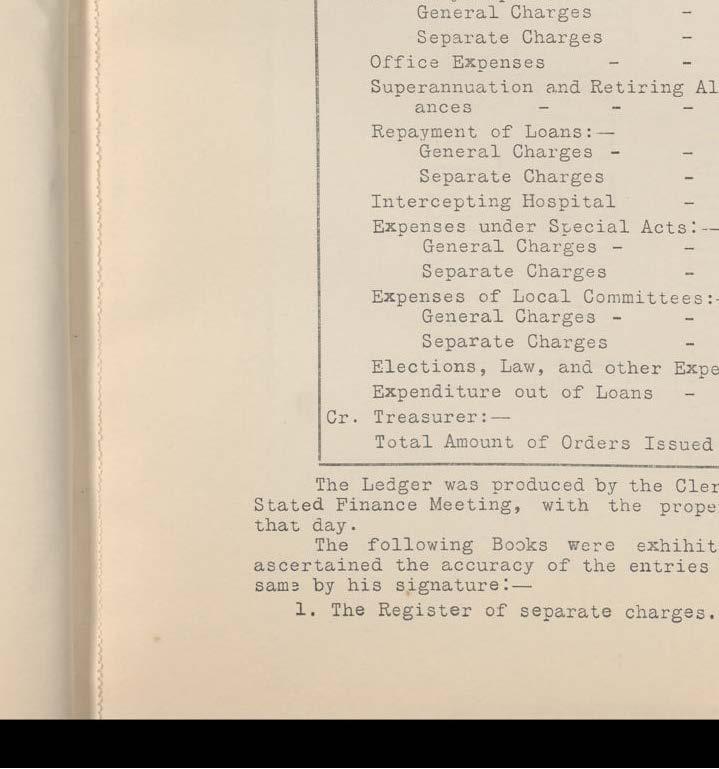 General Charges -
Separate Charges -
Office Expenses - -
Superannuation and Retiring Al
ances - - -
Repayment of Loans:—
General Charges - -
Separate Charges -
Intercepting Hospital -
Expenses under Special Acts:—
General Charges - -
Separate Charges -
Expenses of Local Committees:-
General Charges - -
Separate Charges -
Elections, Law, and other Expe
Expenditure out of Loans -
Cr. Treasurer:—
Total Amount of Orders Issued
The Ledger was produced by the Cler
Stated Finance Meeting, with the prope
that day.
The following Books were exhibit
ascertained the accuracy of the entries
same by his signature:—
1. The Register of separate charges.